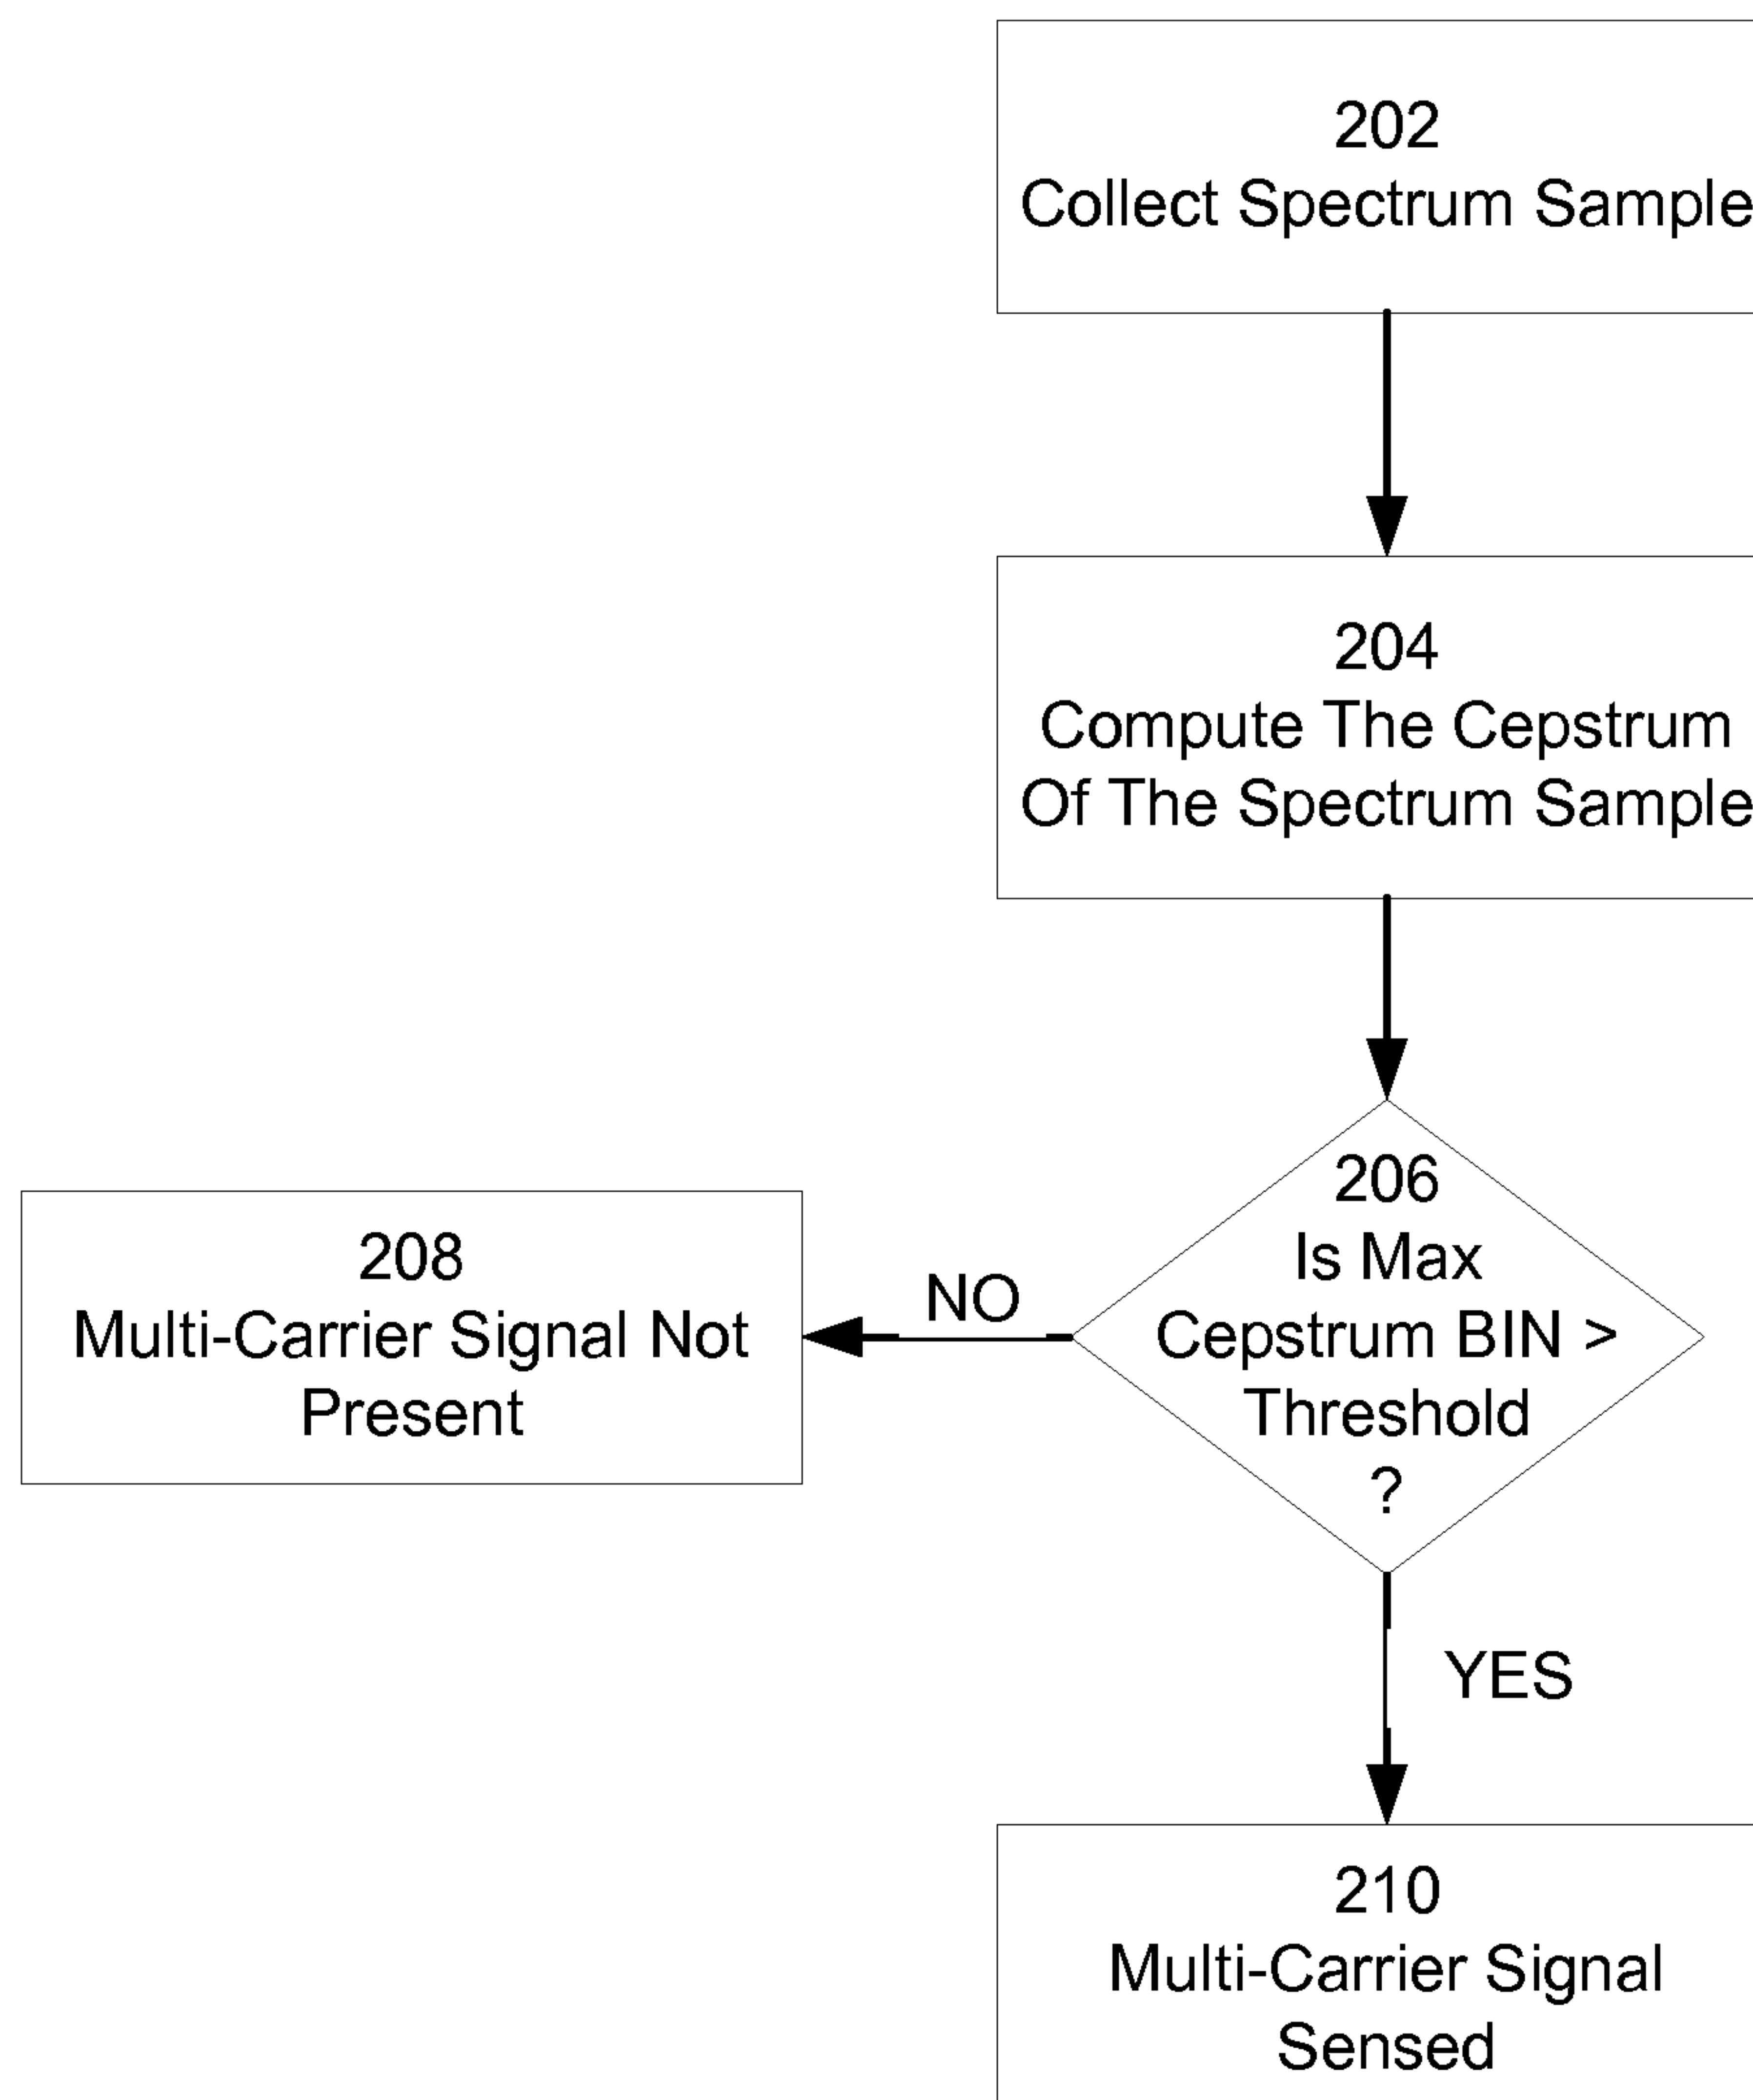 202
Collect Spectrum Sample
204
Compute The Cepstrum
Of The Spectrum Sample
206
Is Max
Cepstrum BIN >
Threshold
?
NO
208
Multi-Carrier Signal Not
Present
YES
210
Multi-Carrier Signal
Sensed